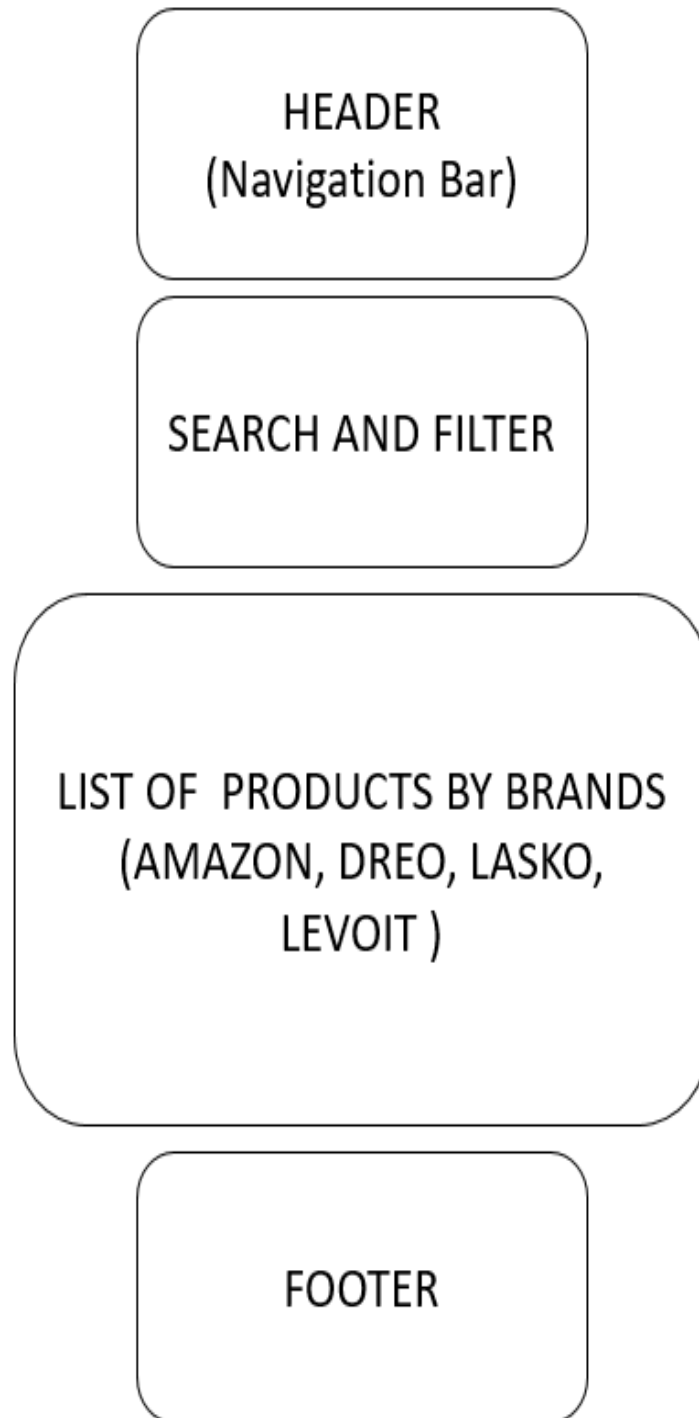 HEADER
(Navigation Bar)
SEARCH AND FILTER
LIST OF  PRODUCTS BY BRANDS
(AMAZON, DREO, LASKO,
LEVOIT )
FOOTER